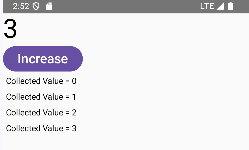 2:52 LTE
3
Increase
Collected Value = 0
Collected Value = 1
Collected Value = 2
Collected Value = 3